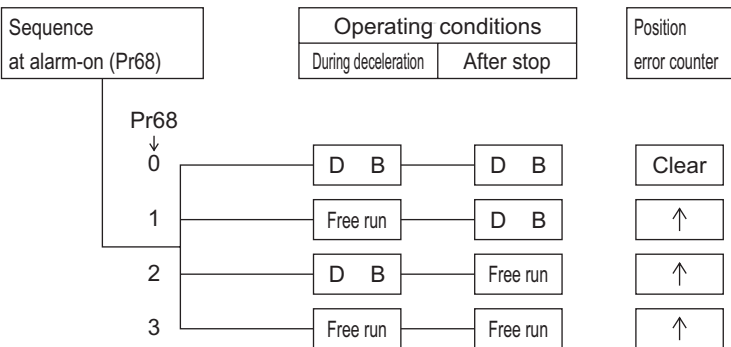 Sequence
at alarm-on (Pr68)
Operating conditions
During deceleration
After stop
Position
error counter
Pr68
↓
0
D B
D B
Clear
1
Free run
D B
↑
2
D B
Free run
↑
3
Free run
Free run
↑